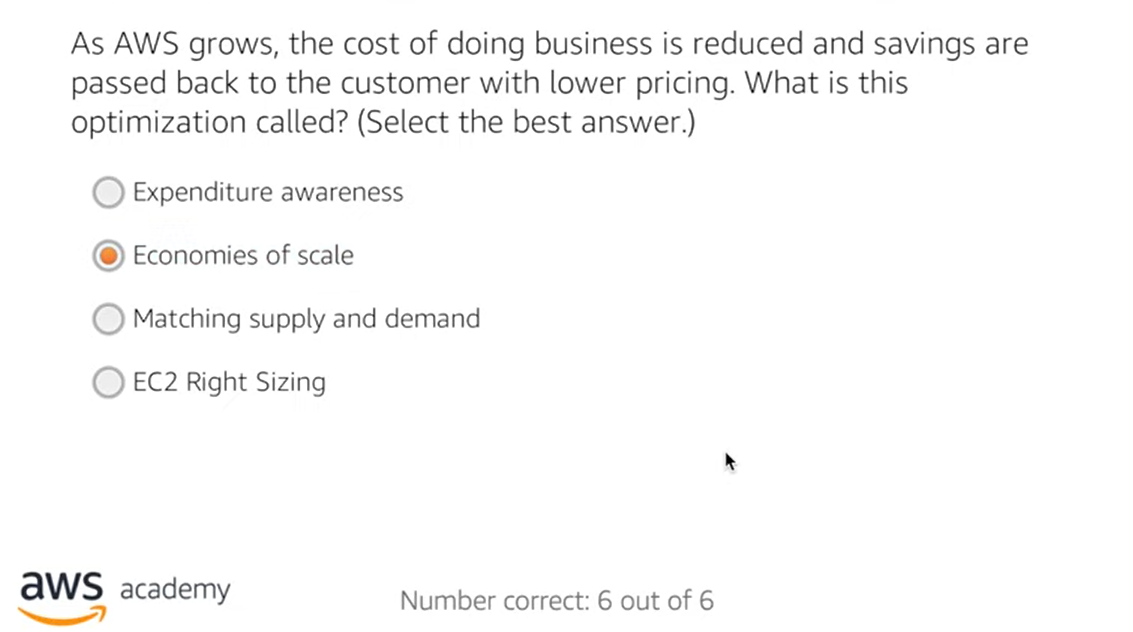 As AWS grows, the cost of doing business is reduced and savings are
passed back to the customer with lower pricing. What is this
optimization called? (Select the best answer.)
Expenditure awareness
Economies of scale
Matching supply and demand
EC2 Right Sizing
aws academy
Number correct: 6 out of 6